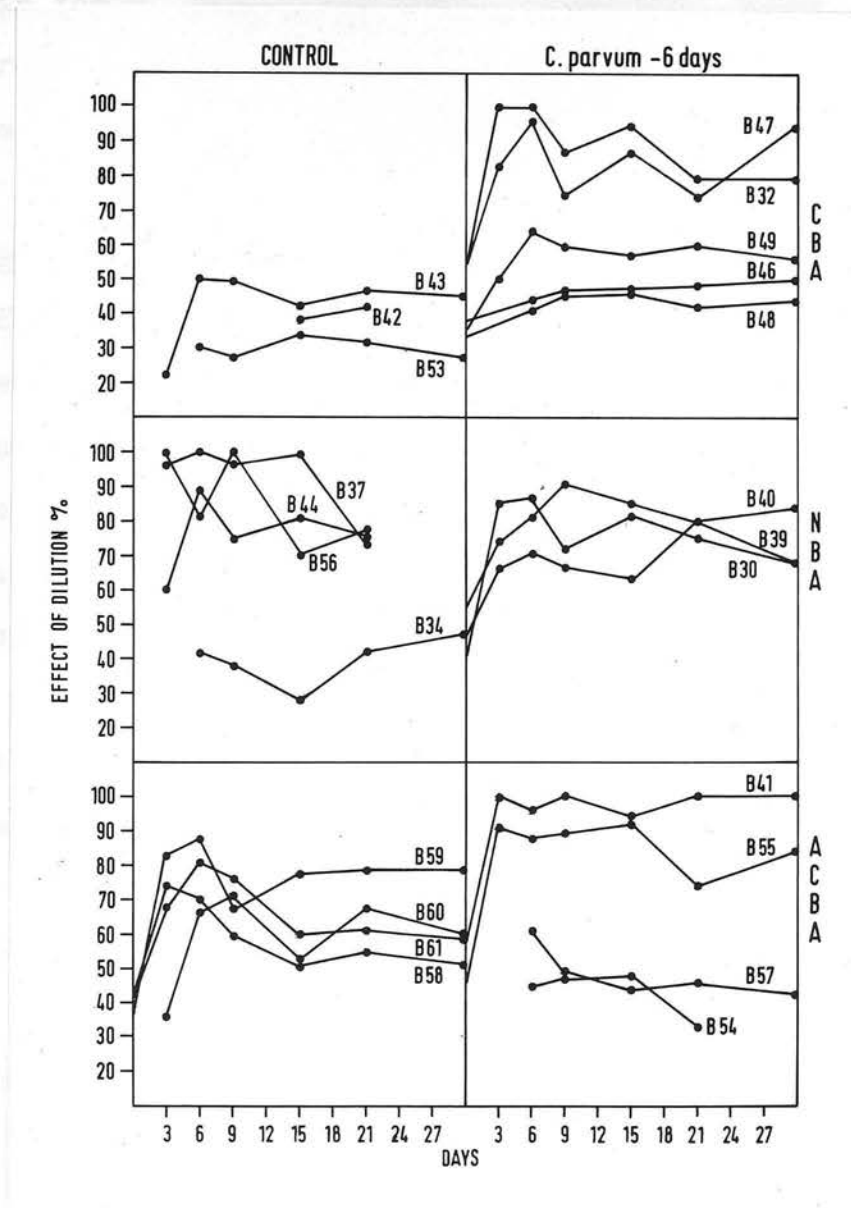 CONTROL
C. parvum -6 days
EFFECT OF DILUTION %
100
90
80
70
60
50
40
30
20
B43
B42
B53
B47
B32
B49
B46
B48
CBA
100
90
80
70
60
50
40
30
20
B37
B44
B56
B34
B40
B39
B30
NBA
100
90
80
70
60
50
40
30
20
B59
B60
B61
B58
B41
B55
B57
B54
ACBA
3 6 9 12 15 18 21 24 27
3 6 9 12 15 18 21 24 27
DAYS